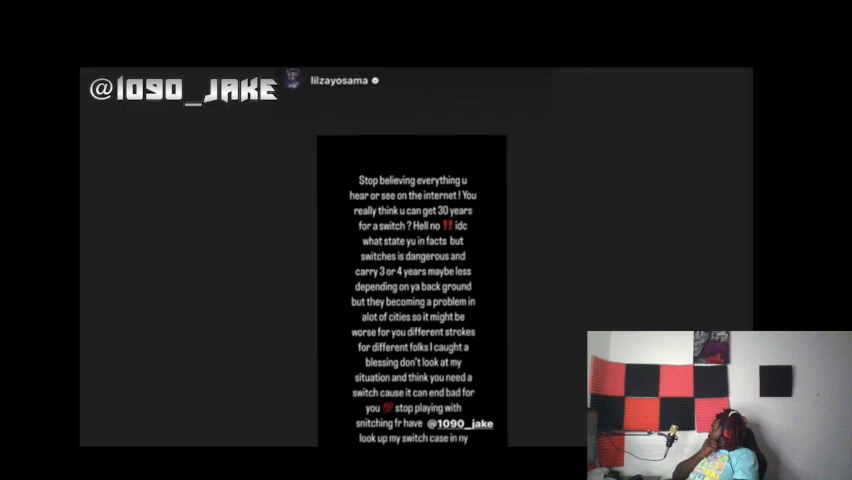 @1090_JAKE
lilzayosama
Stop believing everything u
hear or see on the internet ! You
really think u can get 30 years
for a switch ? Hell no ‼️ idc
what state yu in facts but
switches is dangerous and
carry 3 or 4 years maybe less
depending on ya back ground
but they becoming a problem in
alot of cities so it might be
worse for you different strokes
for different folks I caught a
blessing don't look at my
situation and think you need a
switch cause it can end bad for
you 💯 stop playing with
snitching fr have @1090_jake
look up my switch case in ny